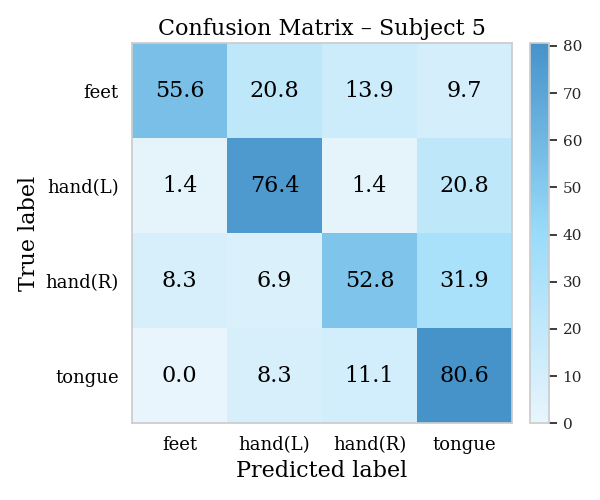 Confusion Matrix – Subject 5
True label
feet 55.6 20.8 13.9 9.7
hand(L) 1.4 76.4 1.4 20.8
hand(R) 8.3 6.9 52.8 31.9
tongue 0.0 8.3 11.1 80.6
feet hand(L) hand(R) tongue
Predicted label
80
70
60
50
40
30
20
10
0